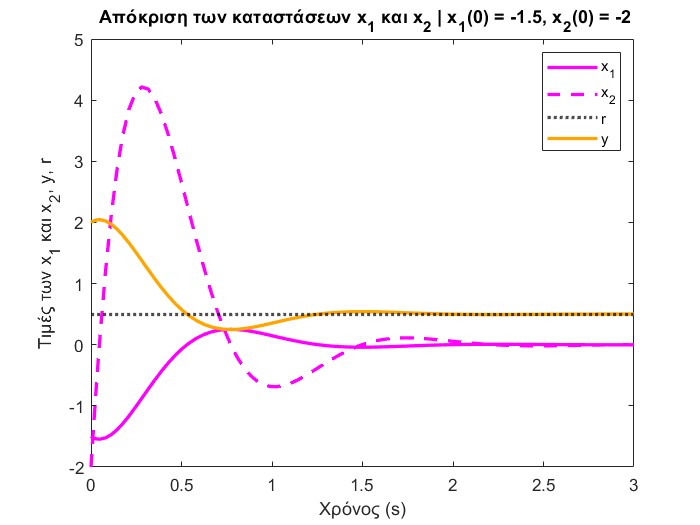 Απόκριση των καταστάσεων x₁ και x₂ | x₁(0) = -1.5, x₂(0) = -2
5
4
3
2
1
0
-1
-2
Τιμές των x₁ και x₂, y, r
x₁
x₂
r
y
0
0.5
1
1.5
2
2.5
3
Χρόνος (s)